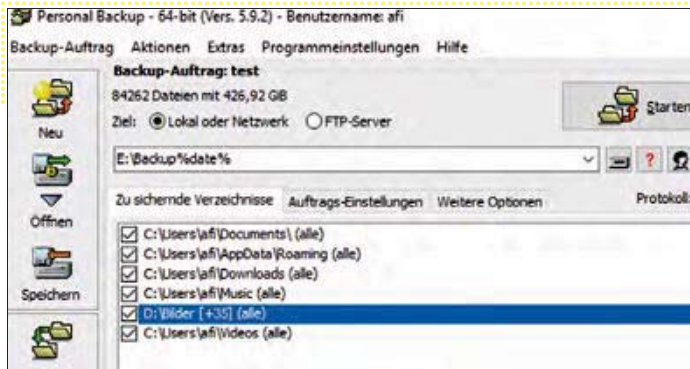 Personal Backup - 64-bit (Vers. 5.9.2) - Benutzername: afi
Backup-Auftrag Aktionen Extras Programmeinstellungen Hilfe
Backup-Auftrag: test
84262 Dateien mit 426,92 GB
Ziel: Lokal oder Netzwerk FTP-Server
Starten
Neu
E:\Backup%date%
?
Zu sichernde Verzeichnisse Auftrags-Einstellungen Weitere Optionen Protokoll:
Öffnen
C:\Users\afi\Documents\ (alle)
C:\Users\afi\AppData\Roaming (alle)
C:\Users\afi\Downloads (alle)
Speichern
C:\Users\afi\Music (alle)
D:\Bilder [+35] (alle)
C:\Users\afi\Videos (alle)